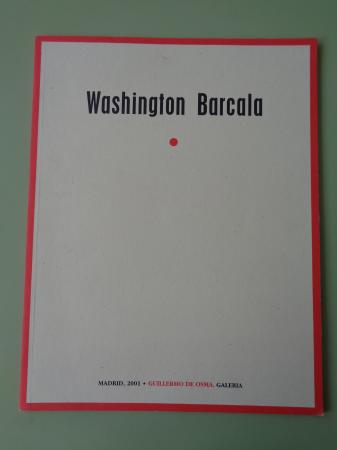 Washington Barcala
MADRID, 2001 • GUILLERMO DE OSMA, GALERIA